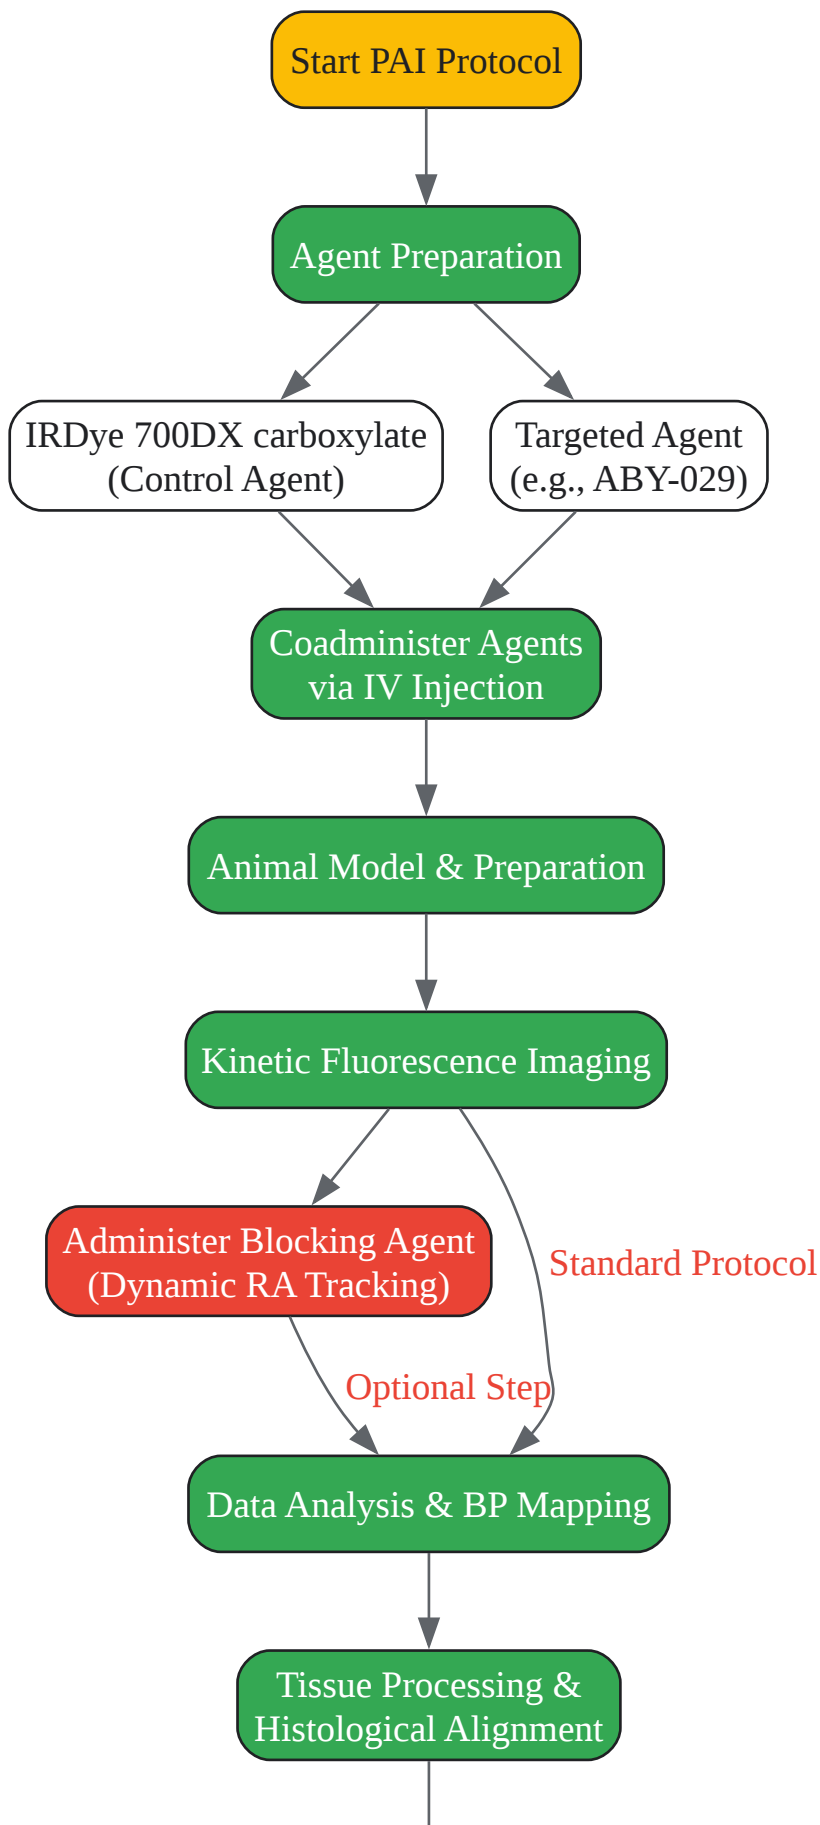 Start PAI Protocol
Agent Preparation
IRDye 700DX carboxylate
(Control Agent)
Targeted Agent
(e.g., ABY-029)
Coadminister Agents
via IV Injection
Animal Model & Preparation
Kinetic Fluorescence Imaging
Administer Blocking Agent
(Dynamic RA Tracking)
Standard Protocol
Optional Step
Data Analysis & BP Mapping
Tissue Processing &
Histological Alignment